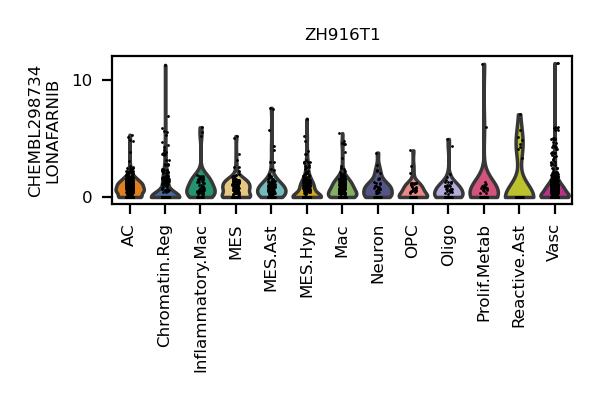 ZH916T1
CHEMBL298734
LONAFARNIB
10
0
AC
Chromatin.Reg
Inflammatory.Mac
MES
MES.Ast
MES.Hyp
Mac
Neuron
OPC
Oligo
Prolif.Metab
Reactive.Ast
Vasc